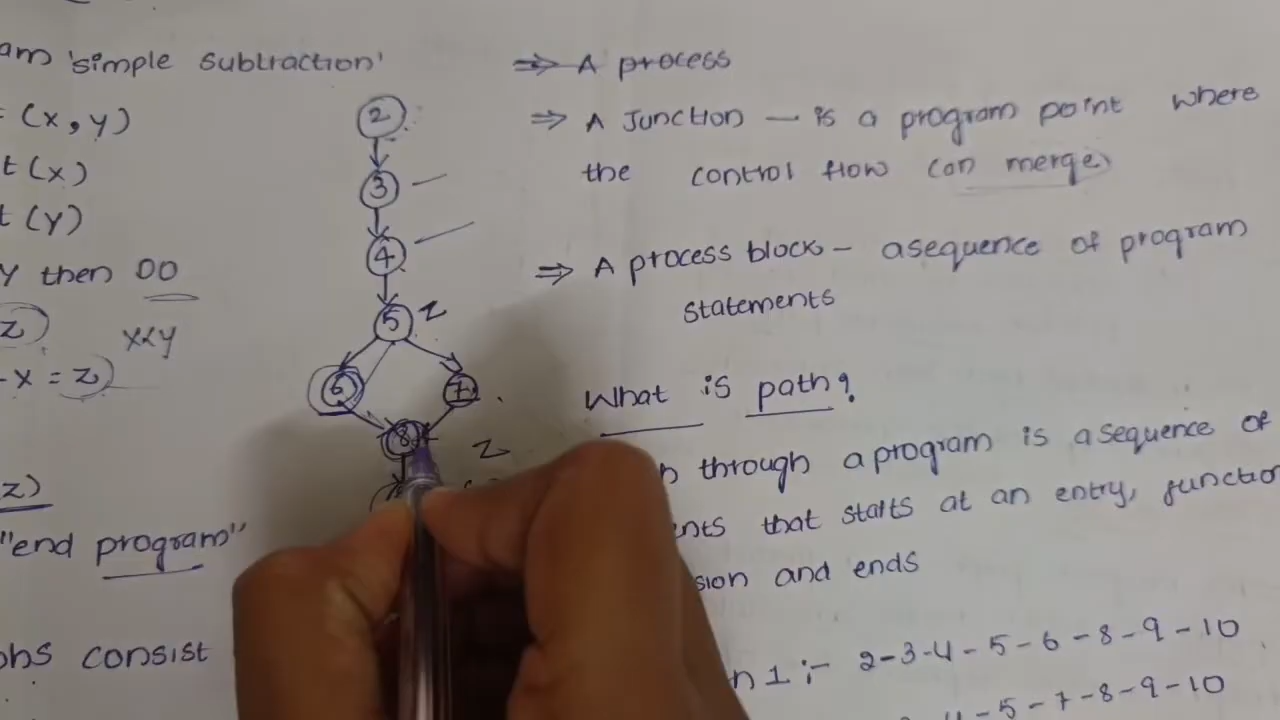 am 'simple subtraction'
= (x, y)
t (x)
t (y)
y then DO
z)
x<y
- x = z)
z)
"end program"
ohs consist
2
3
4
5 z
6 7
8
z
⇒ A process
⇒ A Junction — is a program point where
the control flow can merge
⇒ A process block - a sequence of program
statements
What is path?
h through a program is a sequence of
nts that starts at an entry, junctio
sion and ends
h 1 :- 2-3-4-5-6-8-9-10
4-5-7-8-9-10